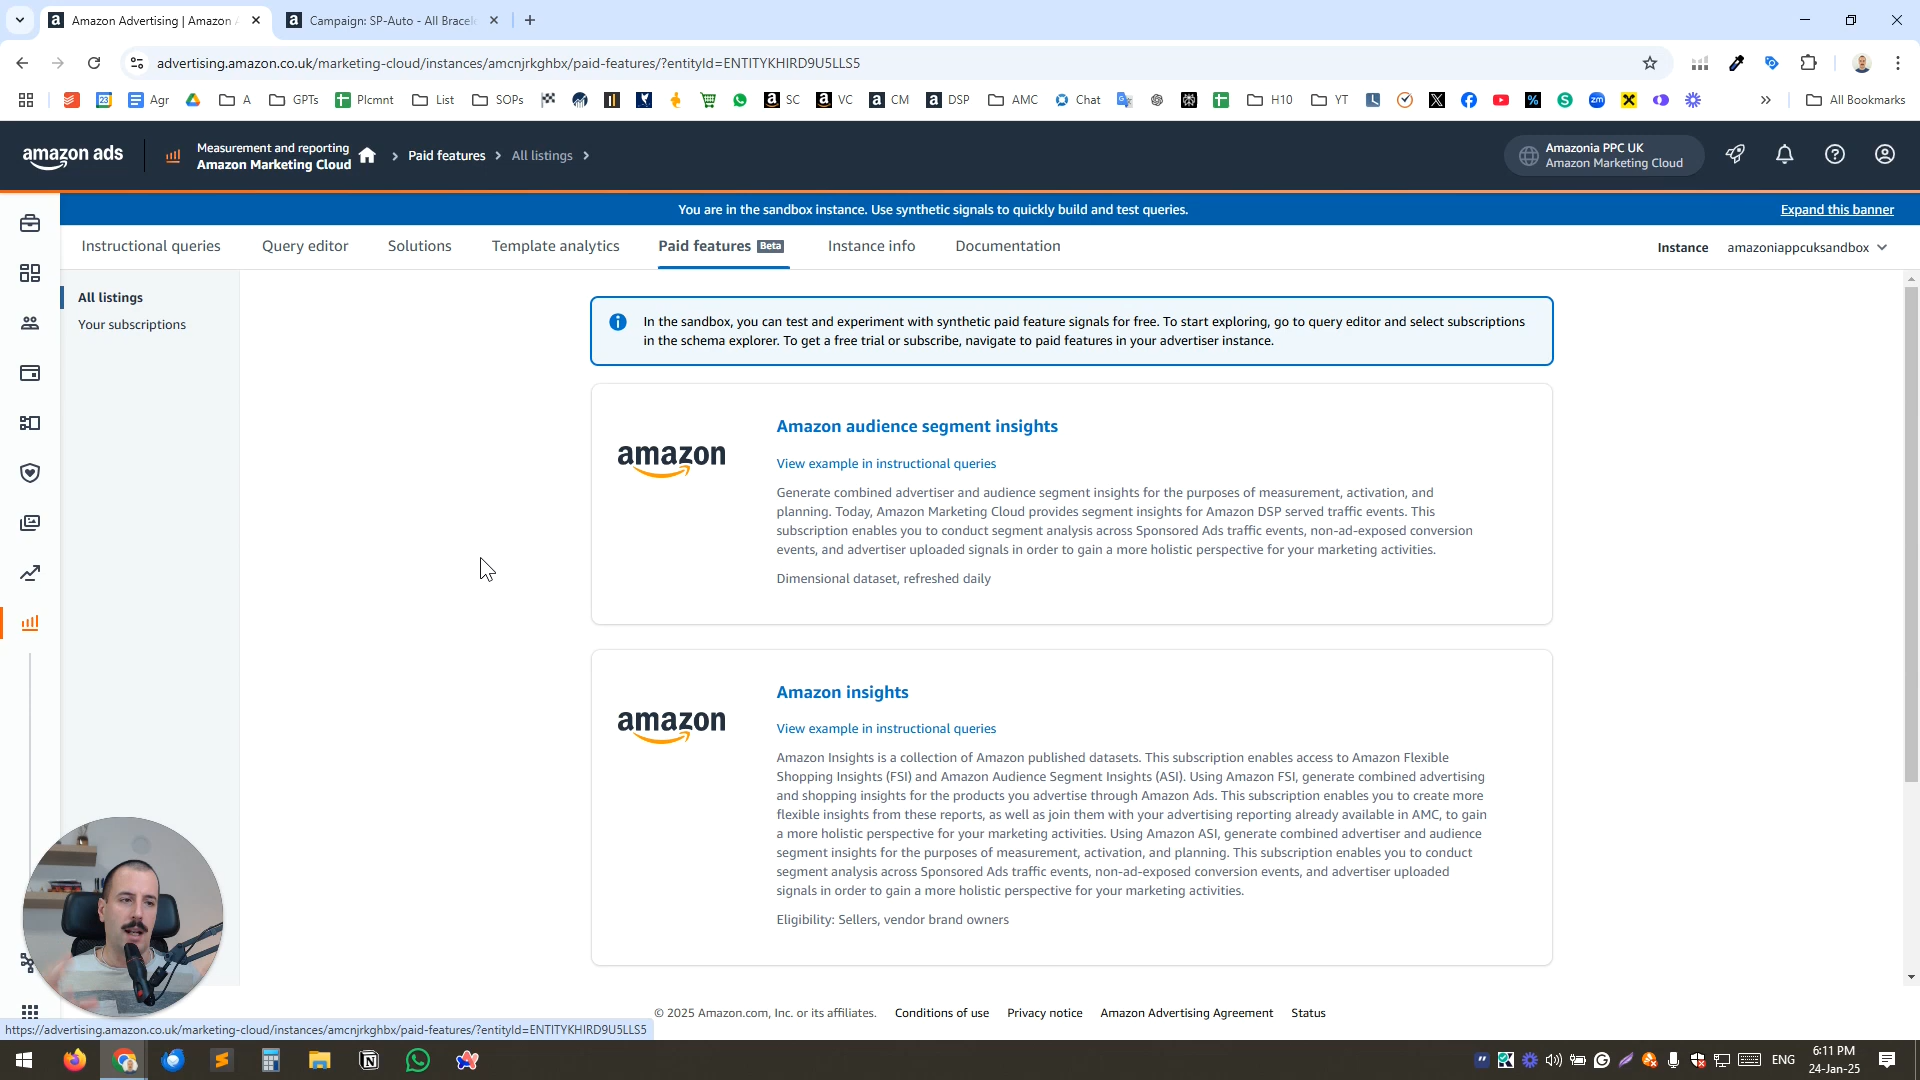 Amazon Advertising | Amazon A
Campaign: SP-Auto - All Bracele
advertising.amazon.co.uk/marketing-cloud/instances/amcnjrkghbx/paid-features/?entityId=ENTITYKHIRD9U5LLS5
Agr
A
GPTs
Plcmnt
List
SOPs
SC
VC
CM
DSP
AMC
Chat
H10
YT
All Bookmarks
amazon ads
Measurement and reporting
Amazon Marketing Cloud
Paid features
All listings
Amazonia PPC UK
Amazon Marketing Cloud
You are in the sandbox instance. Use synthetic signals to quickly build and test queries.
Expand this banner
Instructional queries
Query editor
Solutions
Template analytics
Paid features Beta
Instance info
Documentation
Instance amazoniappcuksandbox
All listings
Your subscriptions
In the sandbox, you can test and experiment with synthetic paid feature signals for free. To start exploring, go to query editor and select subscriptions
in the schema explorer. To get a free trial or subscribe, navigate to paid features in your advertiser instance.
amazon
Amazon audience segment insights
View example in instructional queries
Generate combined advertiser and audience segment insights for the purposes of measurement, activation, and
planning. Today, Amazon Marketing Cloud provides segment insights for Amazon DSP served traffic events. This
subscription enables you to conduct segment analysis across Sponsored Ads traffic events, non-ad-exposed conversion
events, and advertiser uploaded signals in order to gain a more holistic perspective for your marketing activities.
Dimensional dataset, refreshed daily
amazon
Amazon insights
View example in instructional queries
Amazon Insights is a collection of Amazon published datasets. This subscription enables access to Amazon Flexible
Shopping Insights (FSI) and Amazon Audience Segment Insights (ASI). Using Amazon FSI, generate combined advertising
and shopping insights for the products you advertise through Amazon Ads. This subscription enables you to create more
flexible insights from these reports, as well as join them with your advertising reporting already available in AMC, to gain
a more holistic perspective for your marketing activities. Using Amazon ASI, generate combined advertiser and audience
segment insights for the purposes of measurement, activation, and planning. This subscription enables you to conduct
segment analysis across Sponsored Ads traffic events, non-ad-exposed conversion events, and advertiser uploaded
signals in order to gain a more holistic perspective for your marketing activities.
Eligibility: Sellers, vendor brand owners
© 2025 Amazon.com, Inc. or its affiliates.
Conditions of use
Privacy notice
Amazon Advertising Agreement
Status
https://advertising.amazon.co.uk/marketing-cloud/instances/amcnjrkghbx/paid-features/?entityId=ENTITYKHIRD9U5LLS5
ENG
6:11 PM
24-Jan-25